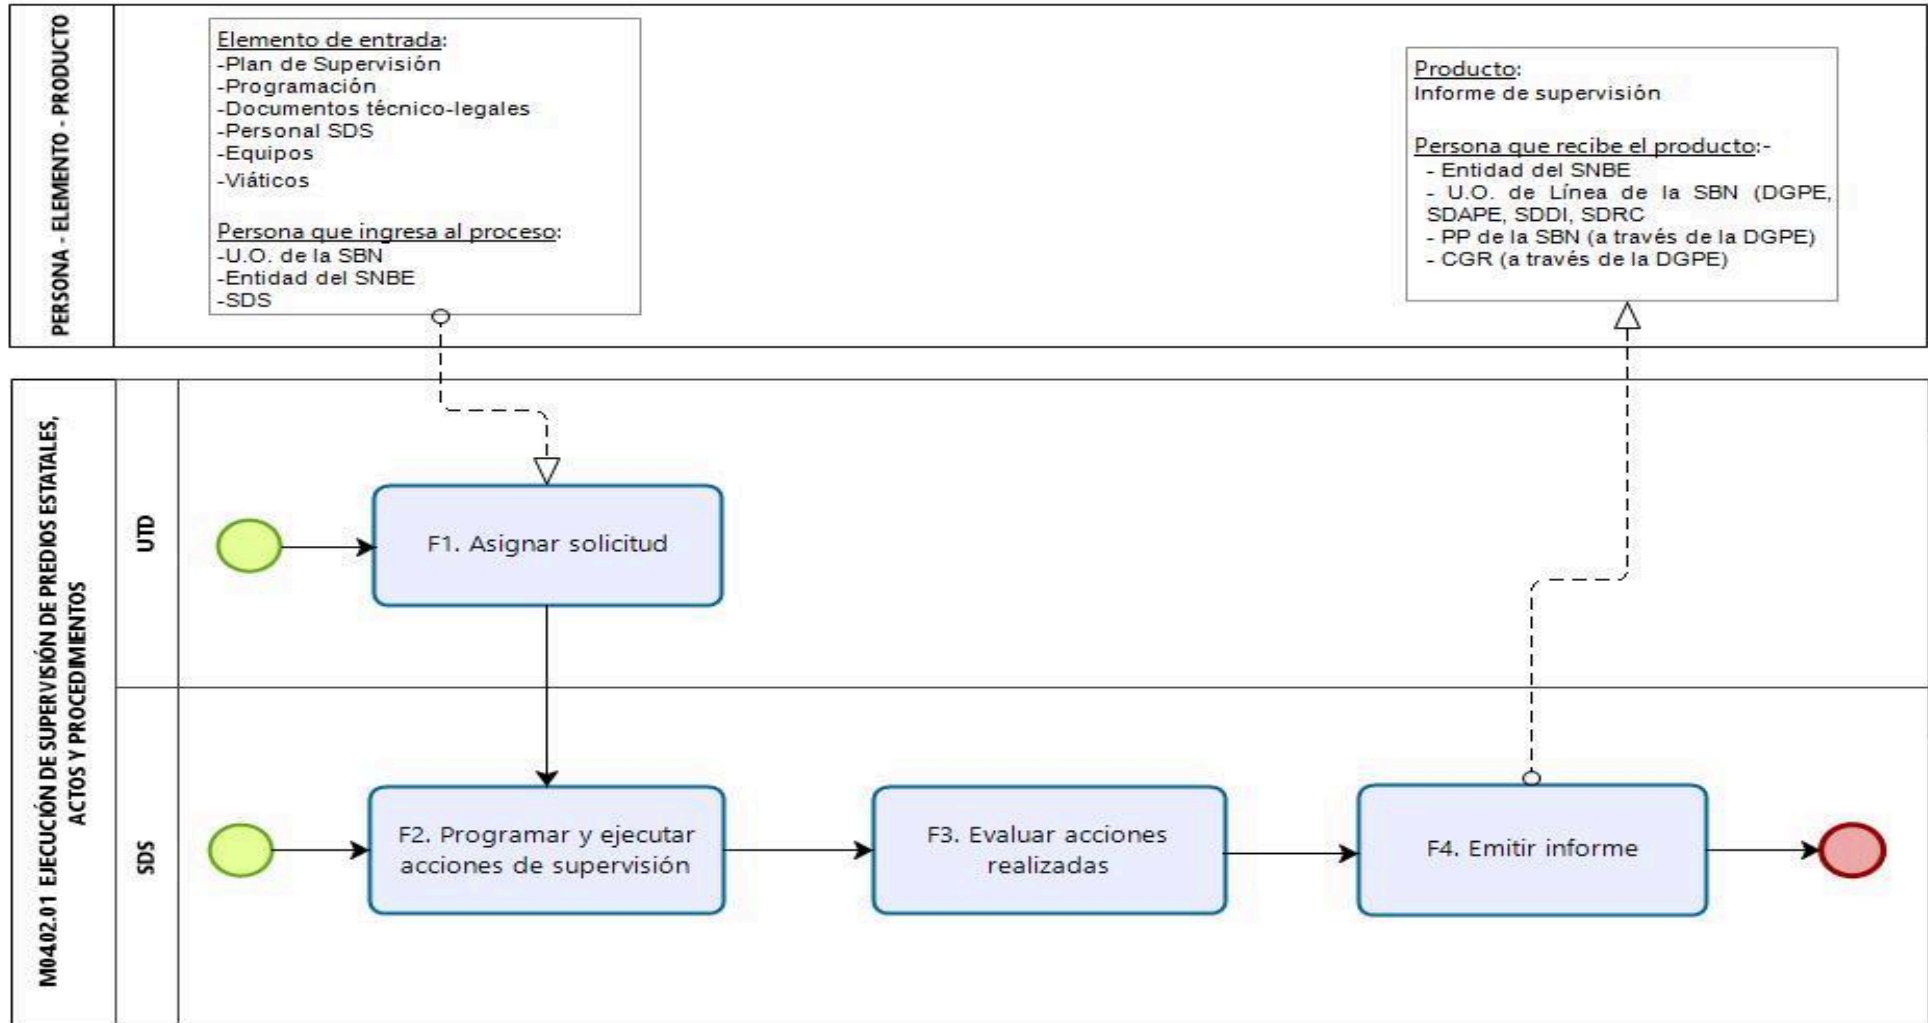 PERSONA - ELEMENTO - PRODUCTO
Elemento de entrada:
-Plan de Supervisión
-Programación
-Documentos técnico-legales
-Personal SDS
-Equipos
-Viáticos
Persona que ingresa al proceso:
-U.O. de la SBN
-Entidad del SNBE
-SDS
Producto:
Informe de supervisión
Persona que recibe el producto:-
- Entidad del SNBE
- U.O. de Línea de la SBN (DGPE,
SDAPE, SDDI, SDRC
- PP de la SBN (a través de la DGPE)
- CGR (a través de la DGPE)
M04.02.01 EJECUCIÓN DE SUPERVISIÓN DE PREDIOS ESTATALES,
ACTOS Y PROCEDIMIENTOS
UTD
F1. Asignar solicitud
SDS
F2. Programar y ejecutar
acciones de supervisión
F3. Evaluar acciones
realizadas
F4. Emitir informe